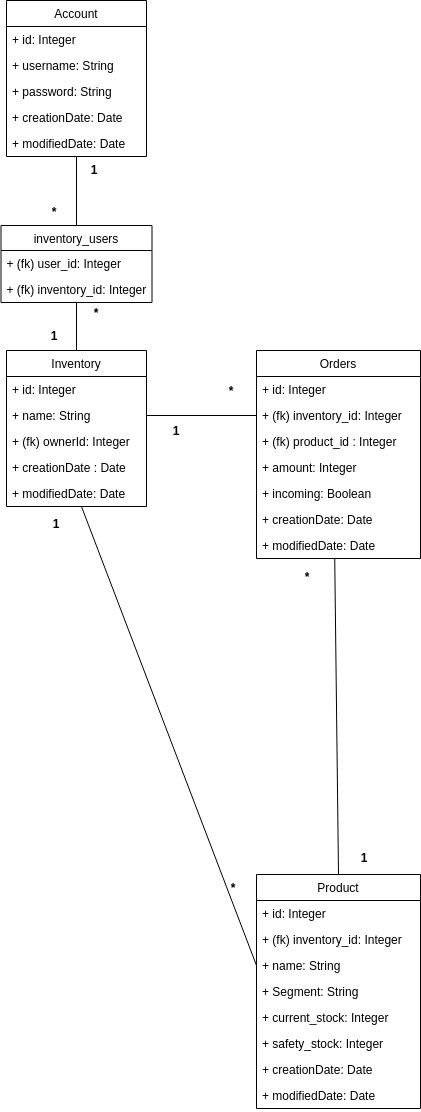 Account
+ id: Integer
+ username: String
+ password: String
+ creationDate: Date
+ modifiedDate: Date
1
*
inventory_users
+ (fk) user_id: Integer
+ (fk) inventory_id: Integer
*
1
Inventory
+ id: Integer
+ name: String
+ (fk) ownerId: Integer
+ creationDate : Date
+ modifiedDate: Date
*
1
Orders
+ id: Integer
+ (fk) inventory_id: Integer
+ (fk) product_id : Integer
+ amount: Integer
+ incoming: Boolean
+ creationDate: Date
+ modifiedDate: Date
1
*
*
1
Product
+ id: Integer
+ (fk) inventory_id: Integer
+ name: String
+ Segment: String
+ current_stock: Integer
+ safety_stock: Integer
+ creationDate: Date
+ modifiedDate: Date